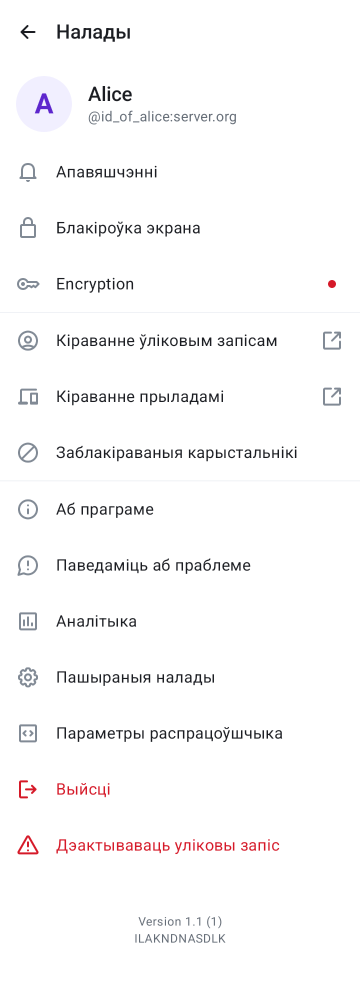 Налады
A
Alice
@id_of_alice:server.org
Апавяшчэнні
Блакіроўка экрана
Encryption
Кіраванне ўліковым запісам
Кіраванне прыладамі
Заблакіраваныя карыстальнікі
Аб праграме
Паведаміць аб праблеме
Аналітыка
Пашыраныя налады
Параметры распрацоўшчыка
Выйсці
Дэактываваць уліковы запіс
Version 1.1 (1)
ILAKNDNASDLK